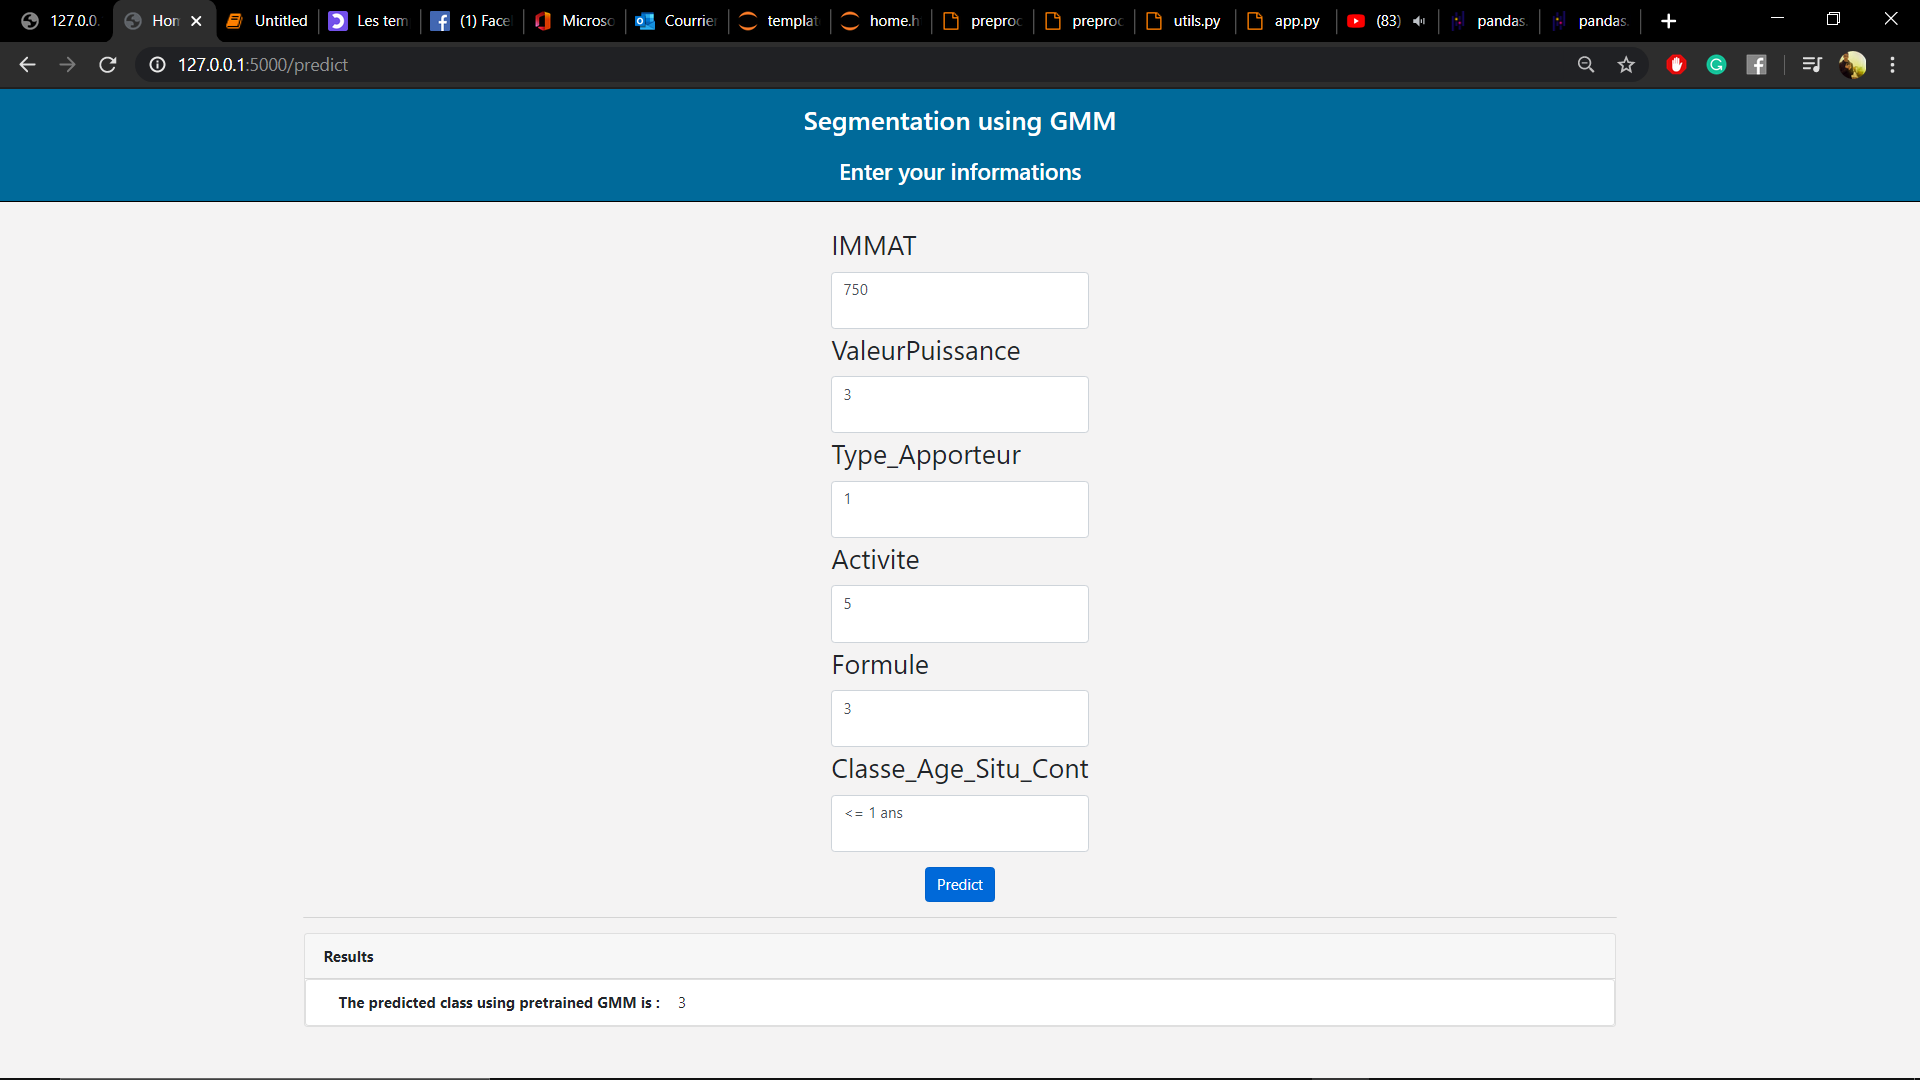 127.0.0.
Hom
Untitled
Les tem
(1) Face
Microso
Courrier
templat
home.h
preproc
preproc
utils.py
app.py
(83)
pandas.
pandas.
127.0.0.1:5000/predict
Segmentation using GMM
Enter your informations
IMMAT
750
ValeurPuissance
3
Type_Apporteur
1
Activite
5
Formule
3
Classe_Age_Situ_Cont
<= 1 ans
Predict
Results
The predicted class using pretrained GMM is : 3